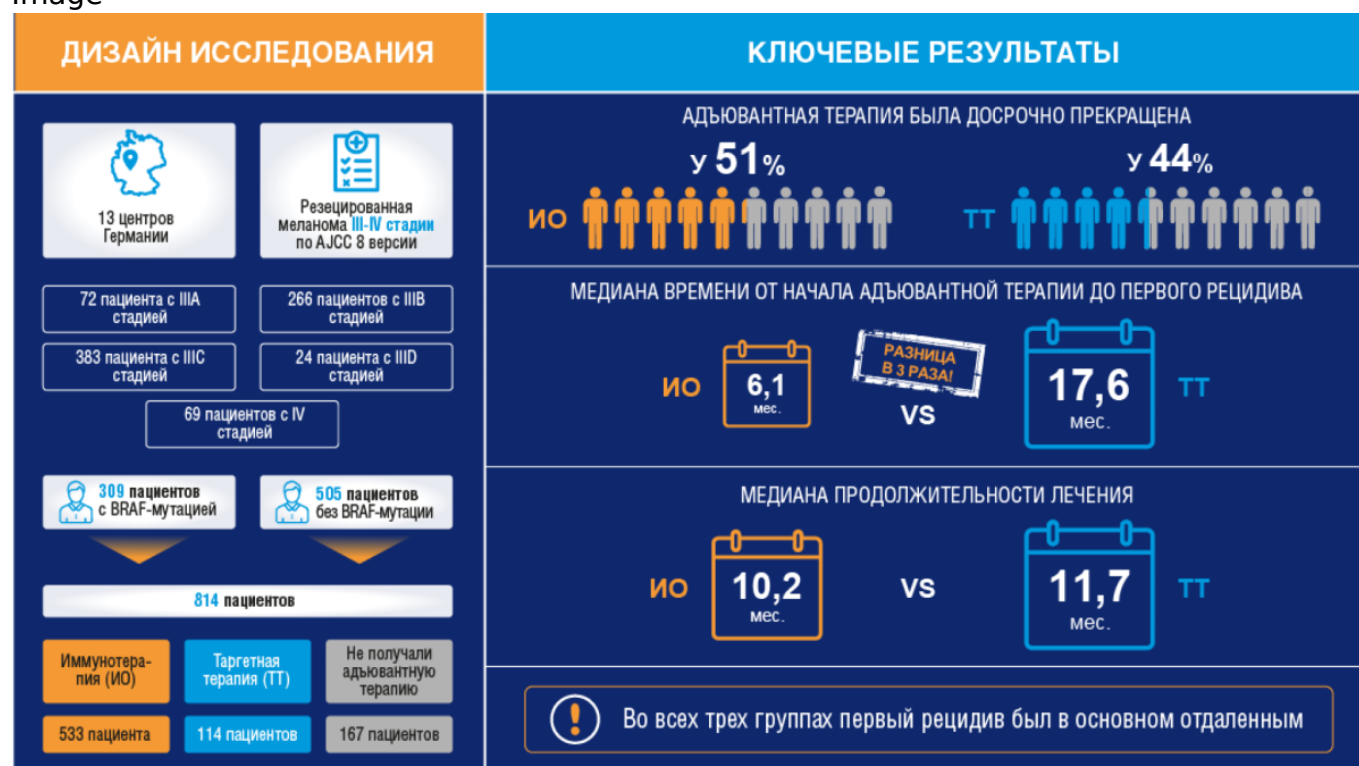 image
ДИЗАЙН ИССЛЕДОВАНИЯ
13 центров
Германии
Резецированная
меланома III-IV стадии
по AJCC 8 версии
72 пациента с IIIA
стадией
266 пациентов с IIIB
стадией
383 пациента с IIIC
стадией
24 пациента с IIID
стадией
69 пациентов с IV
стадией
309 пациентов
с BRAF-мутацией
505 пациентов
без BRAF-мутации
814 пациентов
Иммунотера-
пия (ИО)
Таргетная
терапия (ТТ)
Не получали
адъювантную
терапию
533 пациента
114 пациентов
167 пациентов
КЛЮЧЕВЫЕ РЕЗУЛЬТАТЫ
АДЪЮВАНТНАЯ ТЕРАПИЯ БЫЛА ДОСРОЧНО ПРЕКРАЩЕНА
У 51%
У 44%
ИО
ТТ
МЕДИАНА ВРЕМЕНИ ОТ НАЧАЛА АДЪЮВАНТНОЙ ТЕРАПИИ ДО ПЕРВОГО РЕЦИДИВА
ИО
6,1
мес.
РАЗНИЦА
В 3 РАЗА!
VS
17,6
мес.
ТТ
МЕДИАНА ПРОДОЛЖИТЕЛЬНОСТИ ЛЕЧЕНИЯ
ИО
10,2
мес.
VS
11,7
мес.
ТТ
Во всех трех группах первый рецидив был в основном отдаленным